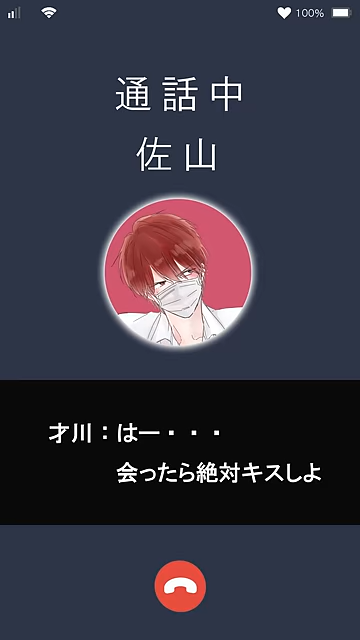 100%
通話中
佐山
才川：はー・・・
会ったら絶対キスしよ